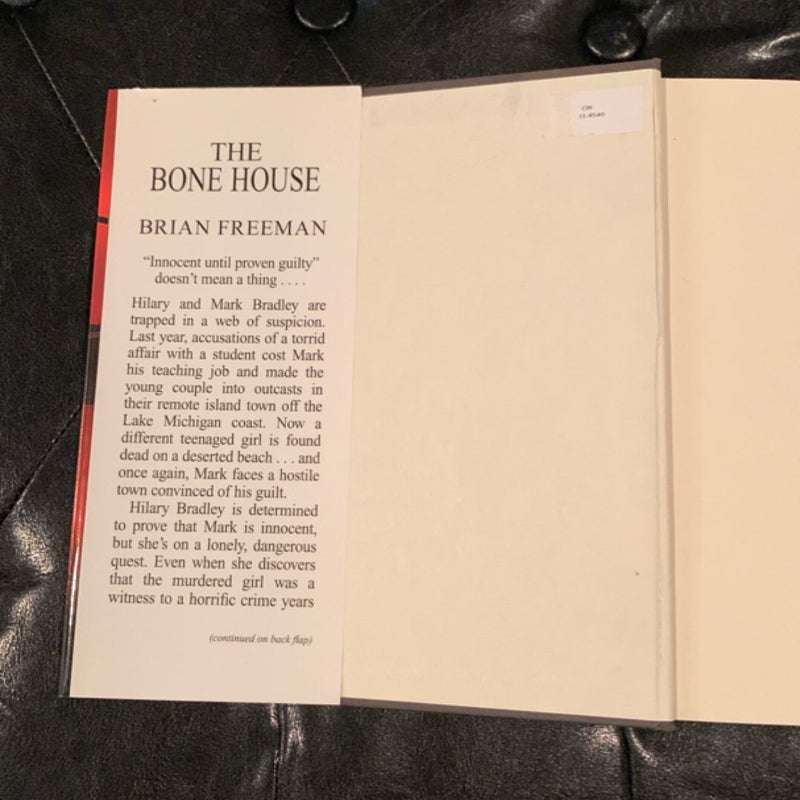 THE
BONE HOUSE
BRIAN FREEMAN
“Innocent until proven guilty”
doesn’t mean a thing . . . .
Hilary and Mark Bradley are
trapped in a web of suspicion.
Last year, accusations of a torrid
affair with a student cost Mark
his teaching job and made the
young couple into outcasts in
their remote island town off the
Lake Michigan coast. Now a
different teenaged girl is found
dead on a deserted beach . . . and
once again, Mark faces a hostile
town convinced of his guilt.
Hilary Bradley is determined
to prove that Mark is innocent,
but she’s on a lonely, dangerous
quest. Even when she discovers
that the murdered girl was a
witness to a horrific crime years
(continued on back flap)